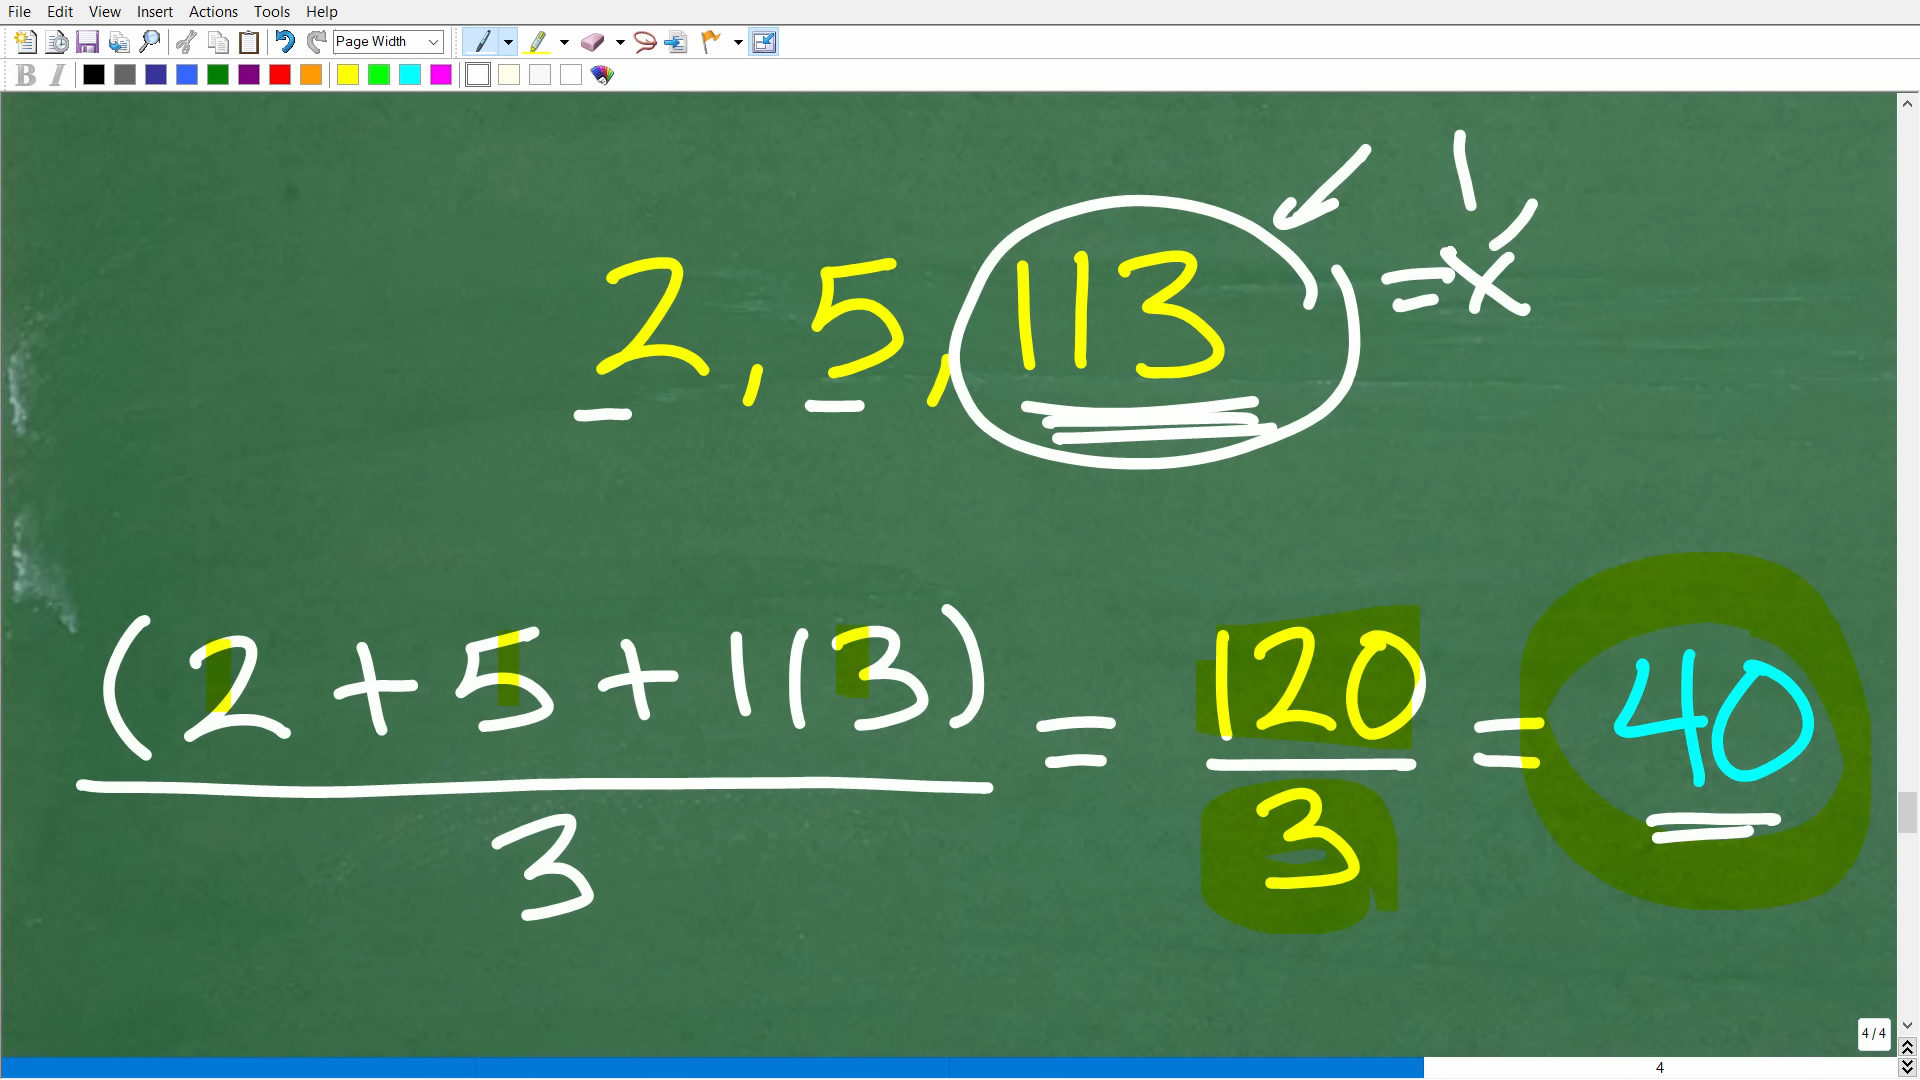 File Edit View Insert Actions Tools Help
Page Width
B I
2, 5, 113 = x
(2 + 5 + 113) = 120 = 40
3 3
4 / 4
4